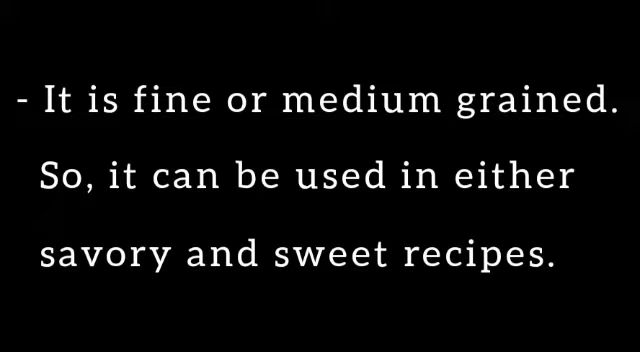 - It is fine or medium grained.
So, it can be used in either
savory and sweet recipes.